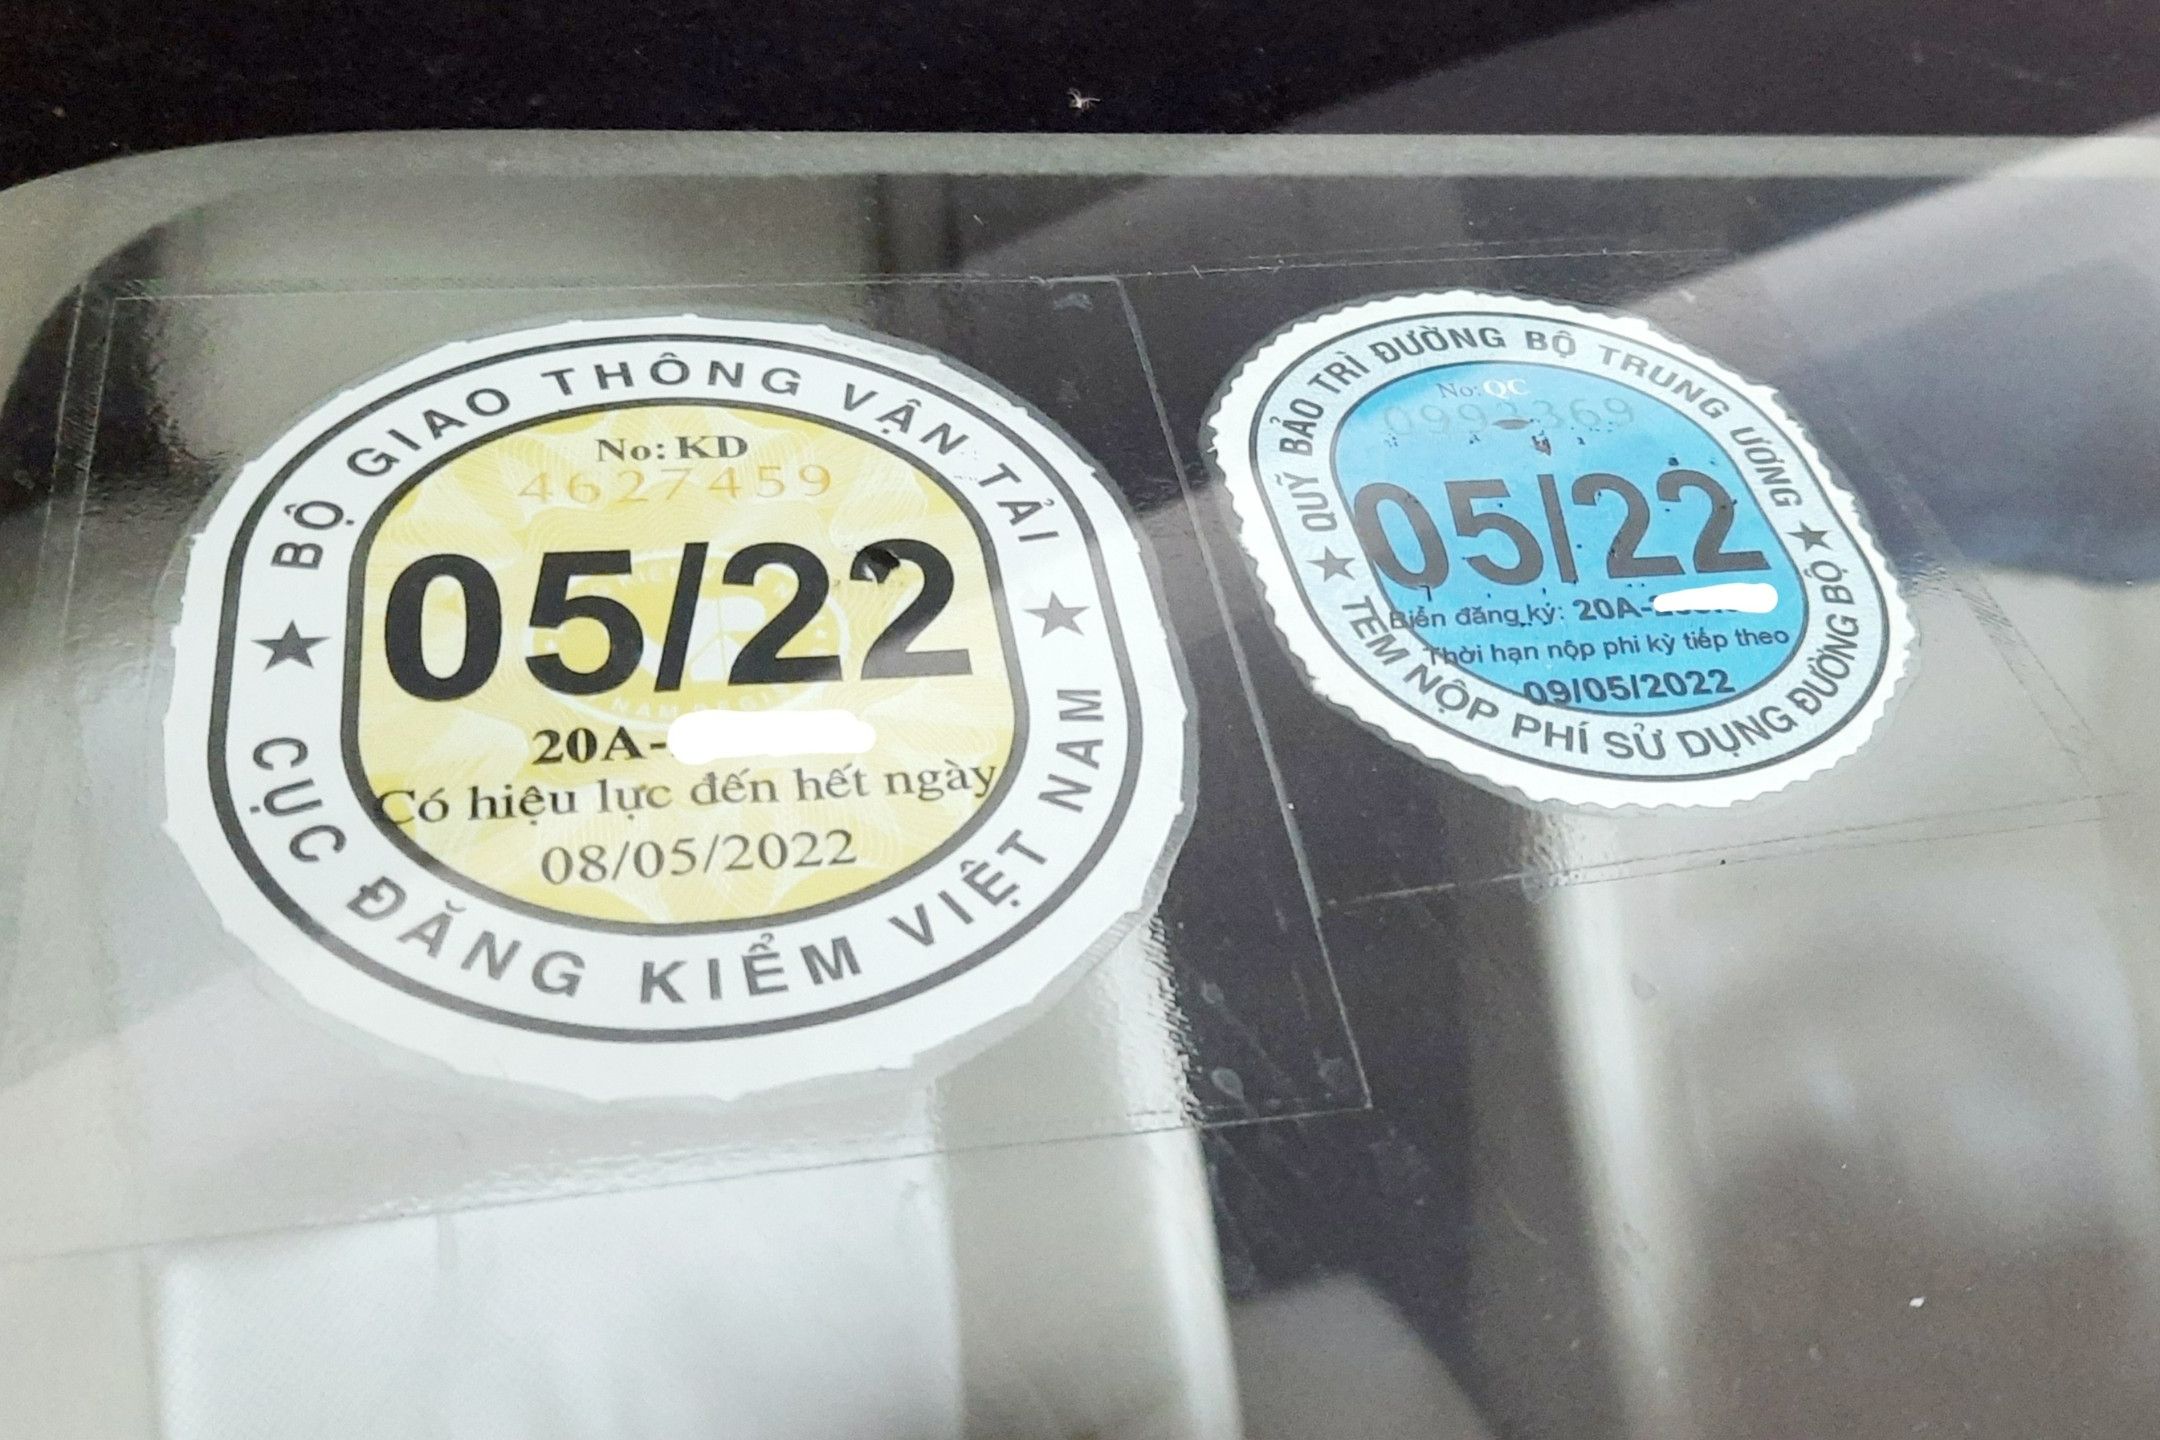 BỘ GIAO THÔNG VẬN TẢI
No: KD
4627459
05/22
20A-
Có hiệu lực đến hết ngày
08/05/2022
CỤC ĐĂNG KIỂM VIỆT NAM
QUỸ BẢO TRÌ ĐƯỜNG BỘ TRUNG ƯƠNG
No: QC
05/22
Biển đăng ký: 20A-
Thời hạn nộp phí kỳ tiếp theo
09/05/2022
TEM NỘP PHÍ SỬ DỤNG ĐƯỜNG BỘ